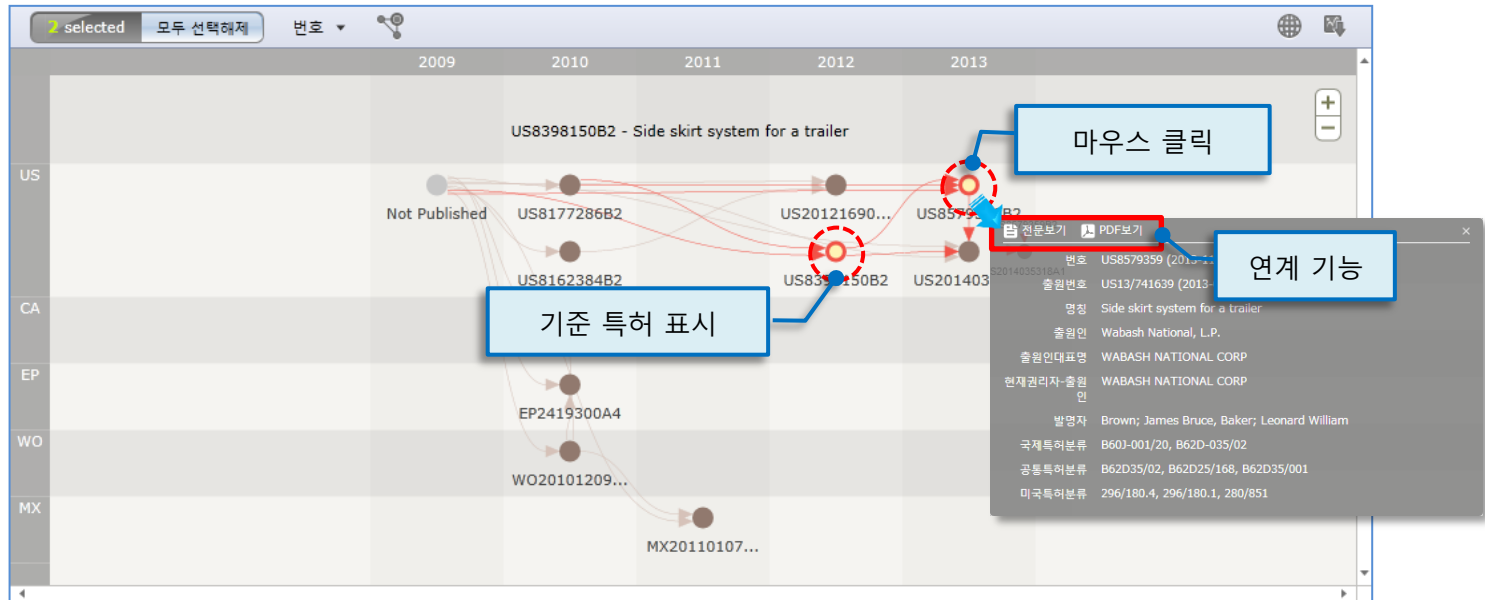 2 selected 모두 선택해제 번호
2009 2010 2011 2012 2013
US8398150B2 - Side skirt system for a trailer
마우스 클릭
US
Not Published US8177286B2 US20121690... US8579359B2
전문보기 PDF보기
US8162384B2 US8398150B2 US201403
2014035318A1
연계 기능
번호 US8579359 (2013-11
출원번호 US13/741639 (2013-
명칭 Side skirt system for a trailer
CA
기준 특허 표시
출원인 Wabash National, L.P.
출원인대표명 WABASH NATIONAL CORP
EP
현재권리자-출원
인
WABASH NATIONAL CORP
EP2419300A4
발명자 Brown; James Bruce, Baker; Leonard William
WO
국제특허분류 B60J-001/20, B62D-035/02
공통특허분류 B62D35/02, B62D25/168, B62D35/001
WO20101209...
미국특허분류 296/180.4, 296/180.1, 280/851
MX
MX20110107...